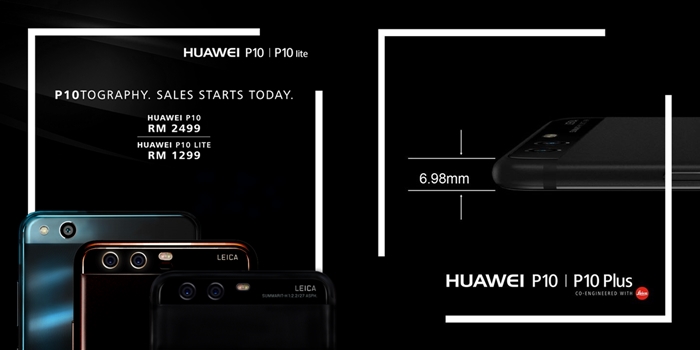 HUAWEI P10 | P10 lite
P10TOGRAPHY. SALES STARTS TODAY.
HUAWEI P10
RM 2499
HUAWEI P10 LITE
RM 1299
LEICA
LEICA
6.98mm
HUAWEI P10 | P10 Plus
CO-ENGINEERED WITH Leica